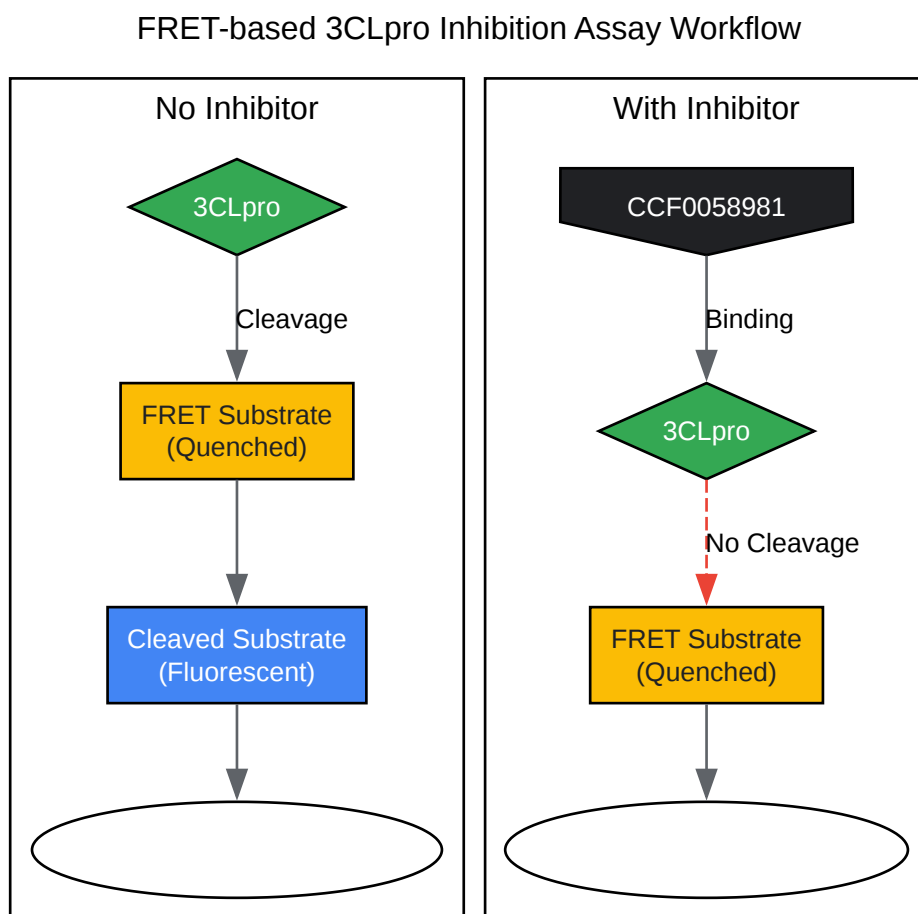 FRET-based 3CLpro Inhibition Assay Workflow
No Inhibitor
3CLpro
Cleavage
FRET Substrate
(Quenched)
Cleaved Substrate
(Fluorescent)
With Inhibitor
CCF0058981
Binding
3CLpro
No Cleavage
FRET Substrate
(Quenched)